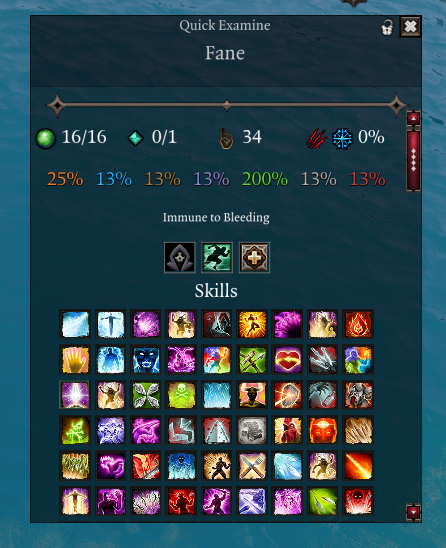 Quick Examine
Fane
16/16 0/1 34 0%
25% 13% 13% 13% 200% 13% 13%
Immune to Bleeding
Skills